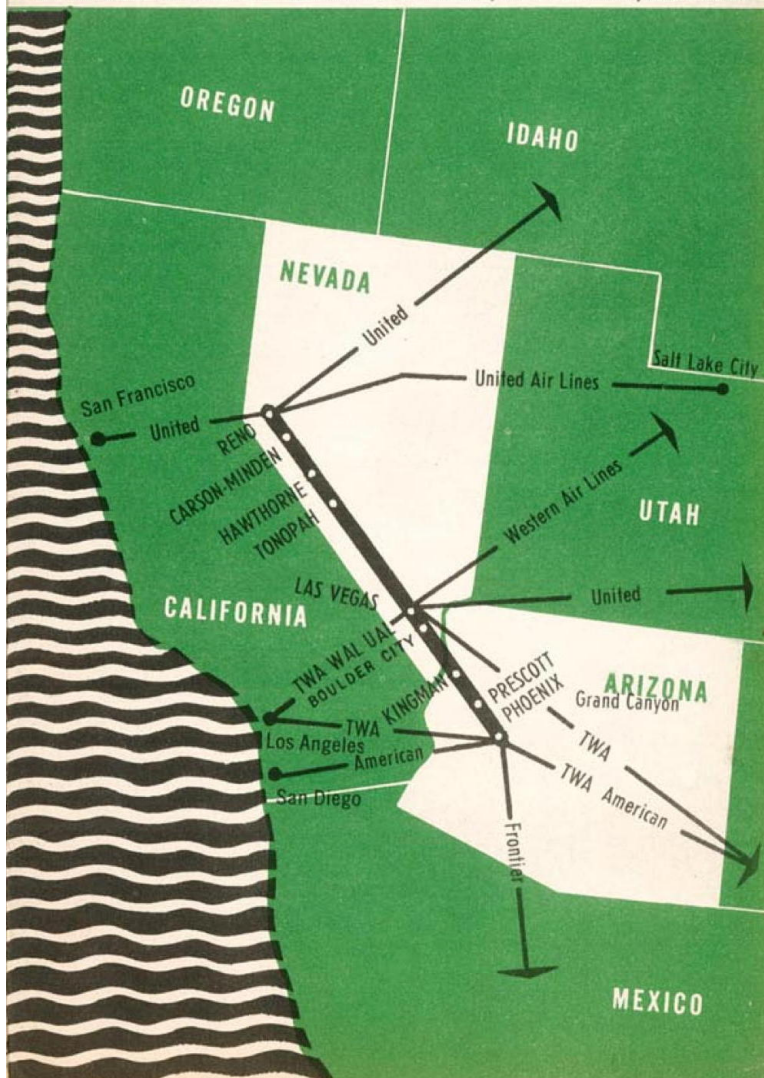 OREGON
IDAHO
NEVADA
United
Salt Lake City
United Air Lines
San Francisco
United
RENO
CARSON-MINDEN
HAWTHORNE
TONOPAH
Western Air Lines
UTAH
LAS VEGAS
United
CALIFORNIA
TWA WAL UAL
BOULDER CITY
KINGMAN
PRESCOTT
PHOENIX
ARIZONA
Grand Canyon
TWA
Los Angeles
American
San Diego
TWA
TWA American
Frontier
MEXICO